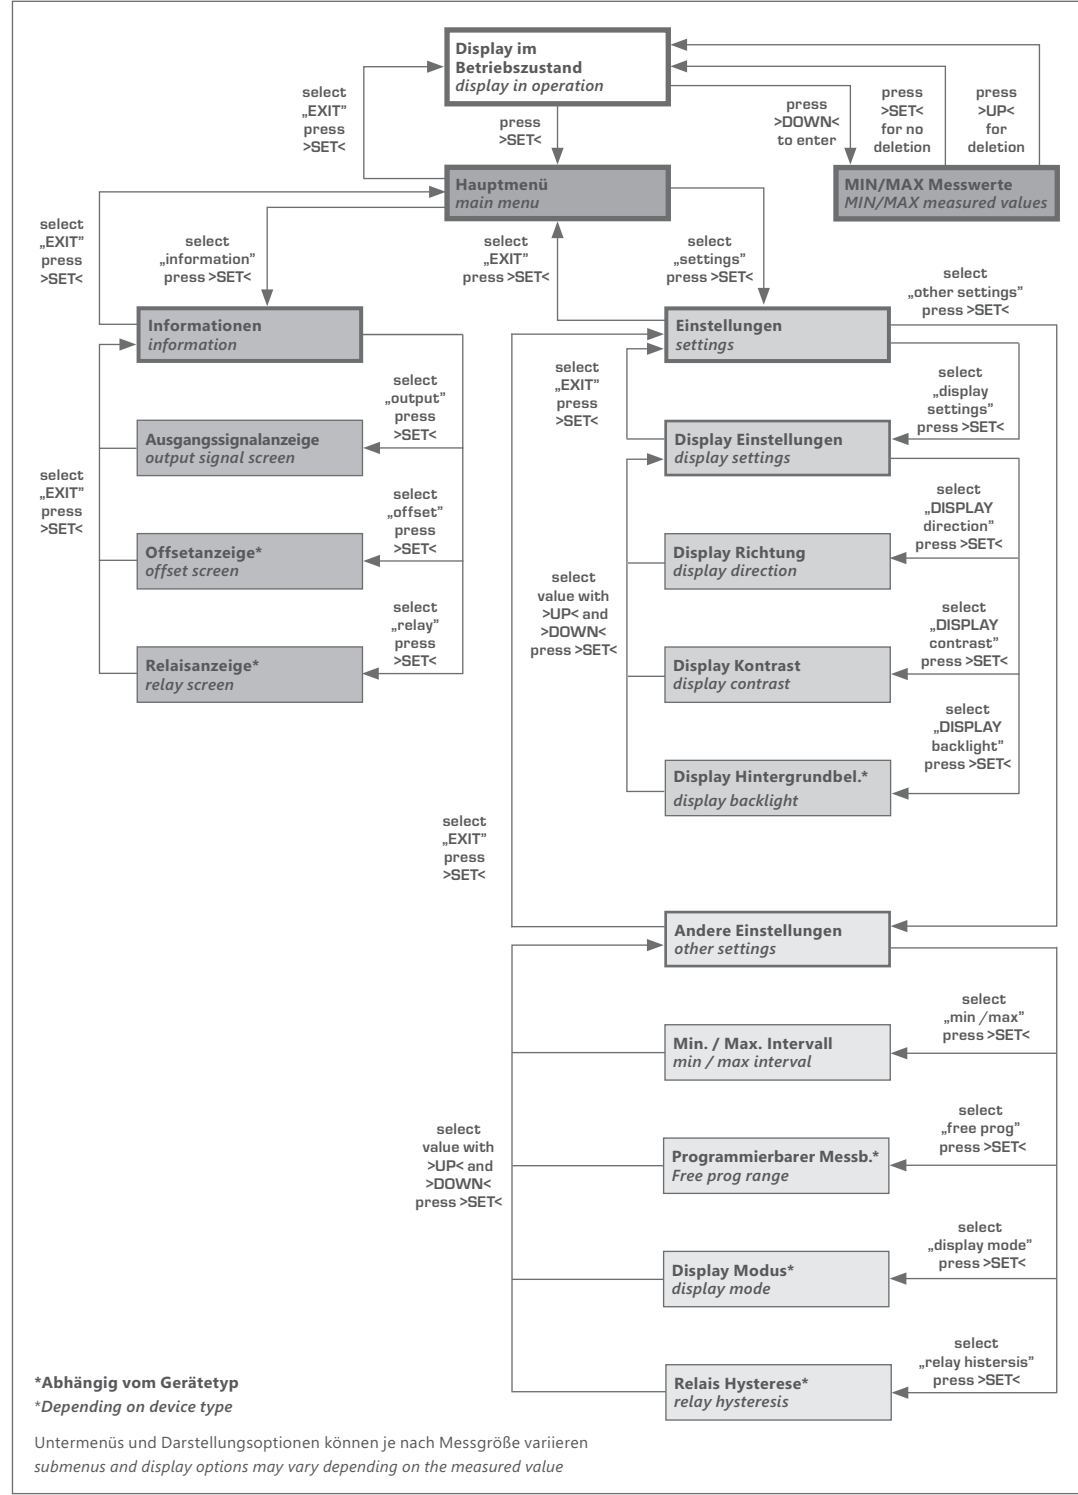 Display im
Betriebszustand
display in operation
select
„EXIT”
press
>SET<
press
>SET<
press
>DOWN<
to enter
press
>SET<
for no
deletion
press
>UP<
for
deletion
Hauptmenü
main menu
MIN/MAX Messwerte
MIN/MAX measured values
select
„EXIT”
press
>SET<
select
„information”
press >SET<
select
„EXIT”
press >SET<
select
„settings”
press >SET<
select
„other settings”
press >SET<
Informationen
information
Einstellungen
settings
select
„output”
press
>SET<
select
„EXIT”
press
>SET<
select
„display
settings”
press >SET<
Ausgangssignalanzeige
output signal screen
Display Einstellungen
display settings
select
„EXIT”
press
>SET<
select
„offset”
press
>SET<
select
„DISPLAY
direction”
press >SET<
Offsetanzeige*
offset screen
Display Richtung
display direction
select
value with
>UP< and
>DOWN<
press >SET<
select
„relay”
press
>SET<
select
„DISPLAY
contrast”
press >SET<
Relaisanzeige*
relay screen
Display Kontrast
display contrast
select
„DISPLAY
backlight”
press >SET<
Display Hintergrundbel.*
display backlight
select
„EXIT”
press
>SET<
Andere Einstellungen
other settings
select
„min /max”
press >SET<
Min. / Max. Intervall
min / max interval
select
„free prog”
press >SET<
select
value with
>UP< and
>DOWN<
press >SET<
Programmierbarer Messb.*
Free prog range
select
„display mode”
press >SET<
Display Modus*
display mode
select
„relay histersis”
press >SET<
Relais Hysterese*
relay hysteresis
*Abhängig vom Gerätetyp
*Depending on device type
Untermenüs und Darstellungsoptionen können je nach Messgröße variieren
submenus and display options may vary depending on the measured value